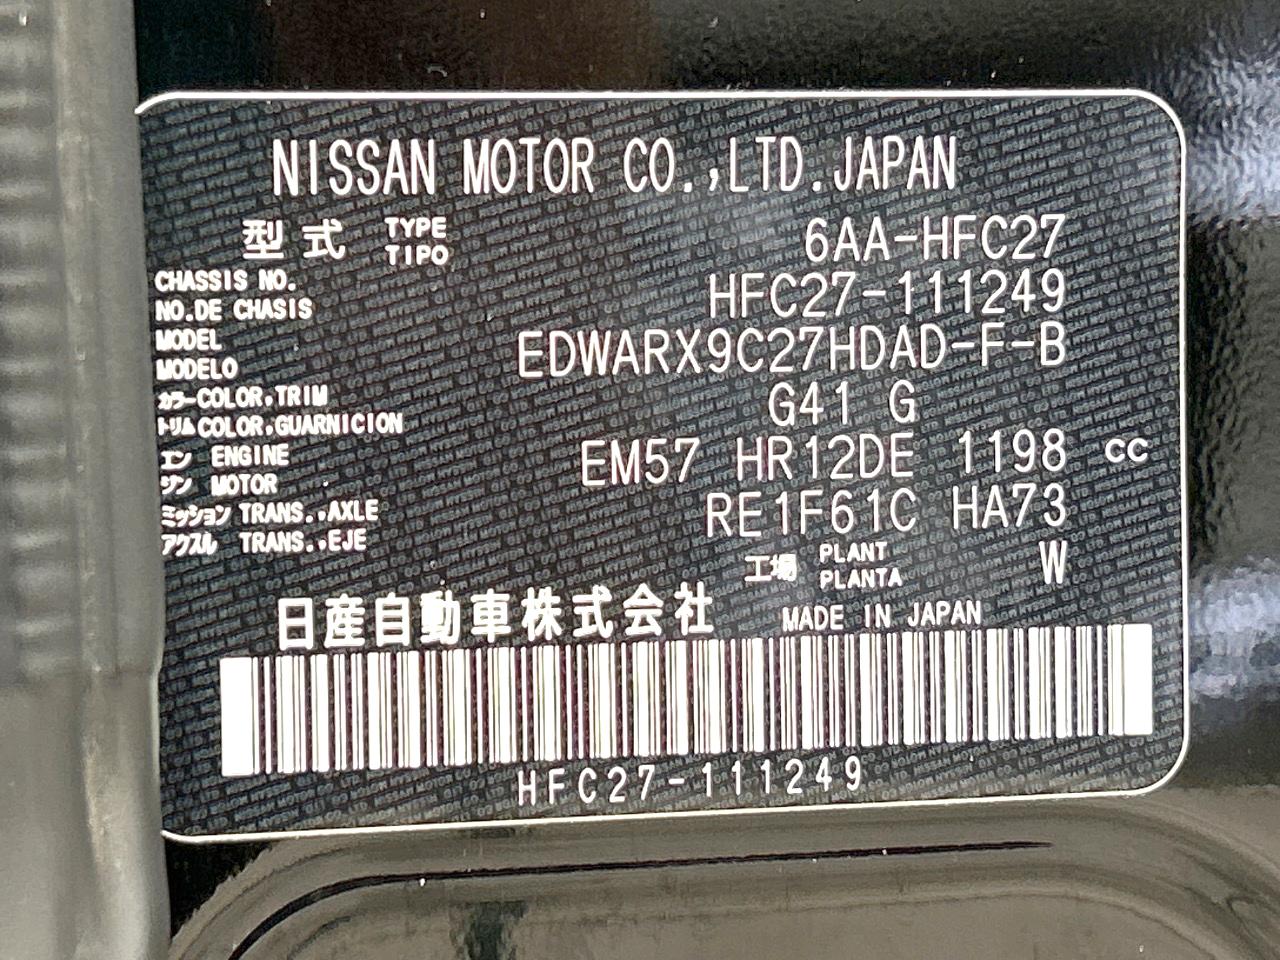 NISSAN MOTOR CO.,LTD.JAPAN
型式 TYPE TIPO 6AA-HFC27
CHASSIS NO.
NO.DE CHASIS HFC27-111249
MODEL
MODELO EDWARX9C27HDAD-F-B
カラー COLOR,TRIM
トリム COLOR,GUARNICION G41 G
エン ENGINE
ジン MOTOR EM57 HR12DE 1198 cc
ミッション TRANS.,AXLE
アクスル TRANS.,EJE RE1F61C HA73
工場 PLANT PLANTA W
日産自動車株式会社 MADE IN JAPAN
HFC27-111249